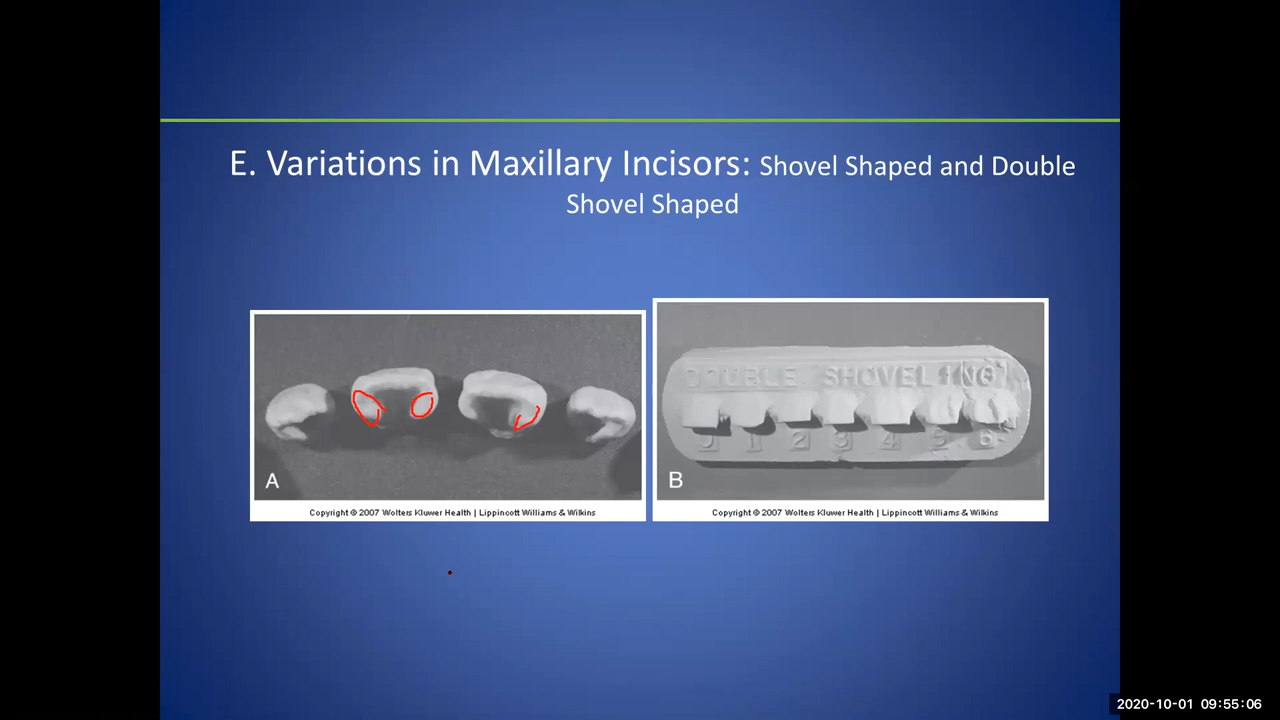 E. Variations in Maxillary Incisors: Shovel Shaped and Double
Shovel Shaped
A
Copyright © 2007 Wolters Kluwer Health | Lippincott Williams & Wilkins
DOUBLE SHOVELING
1 2 3 4 5 6
B
Copyright © 2007 Wolters Kluwer Health | Lippincott Williams & Wilkins
2020-10-01 09:55:06